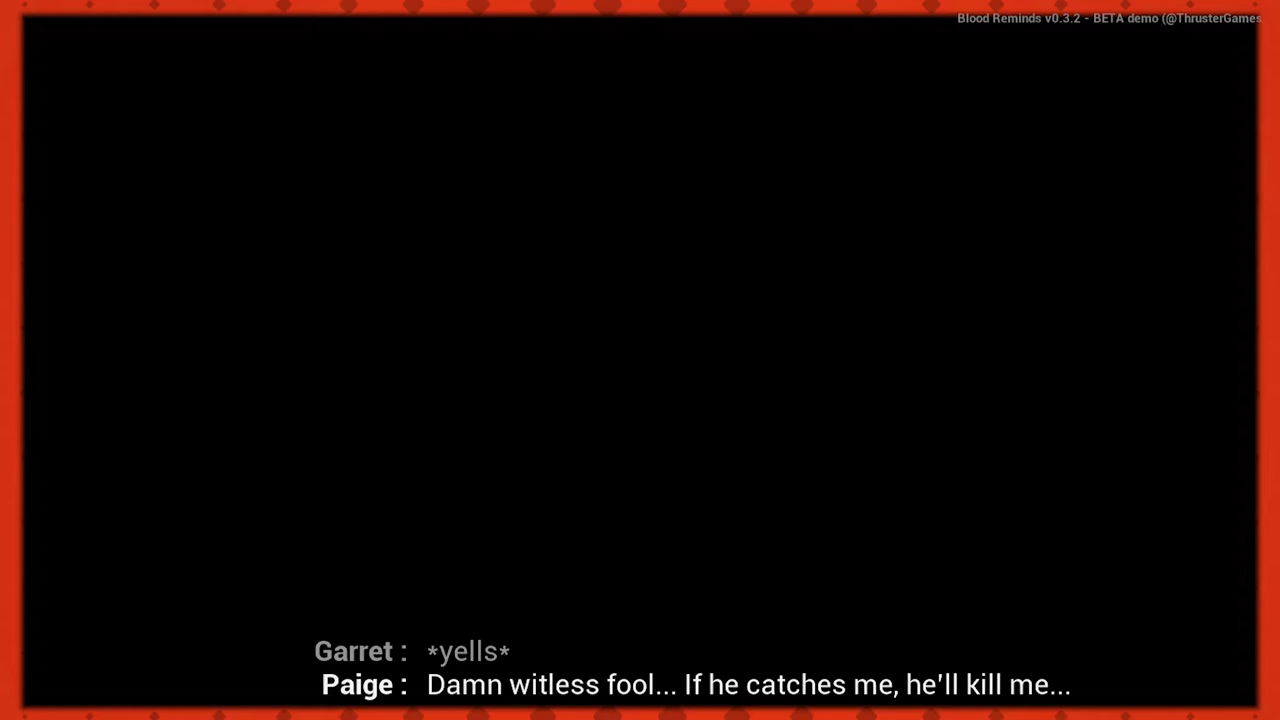 Blood Reminds v0.3.2 - BETA demo (@ThrusterGames
Garret : *yells*
Paige : Damn witless fool... If he catches me, he'll kill me...